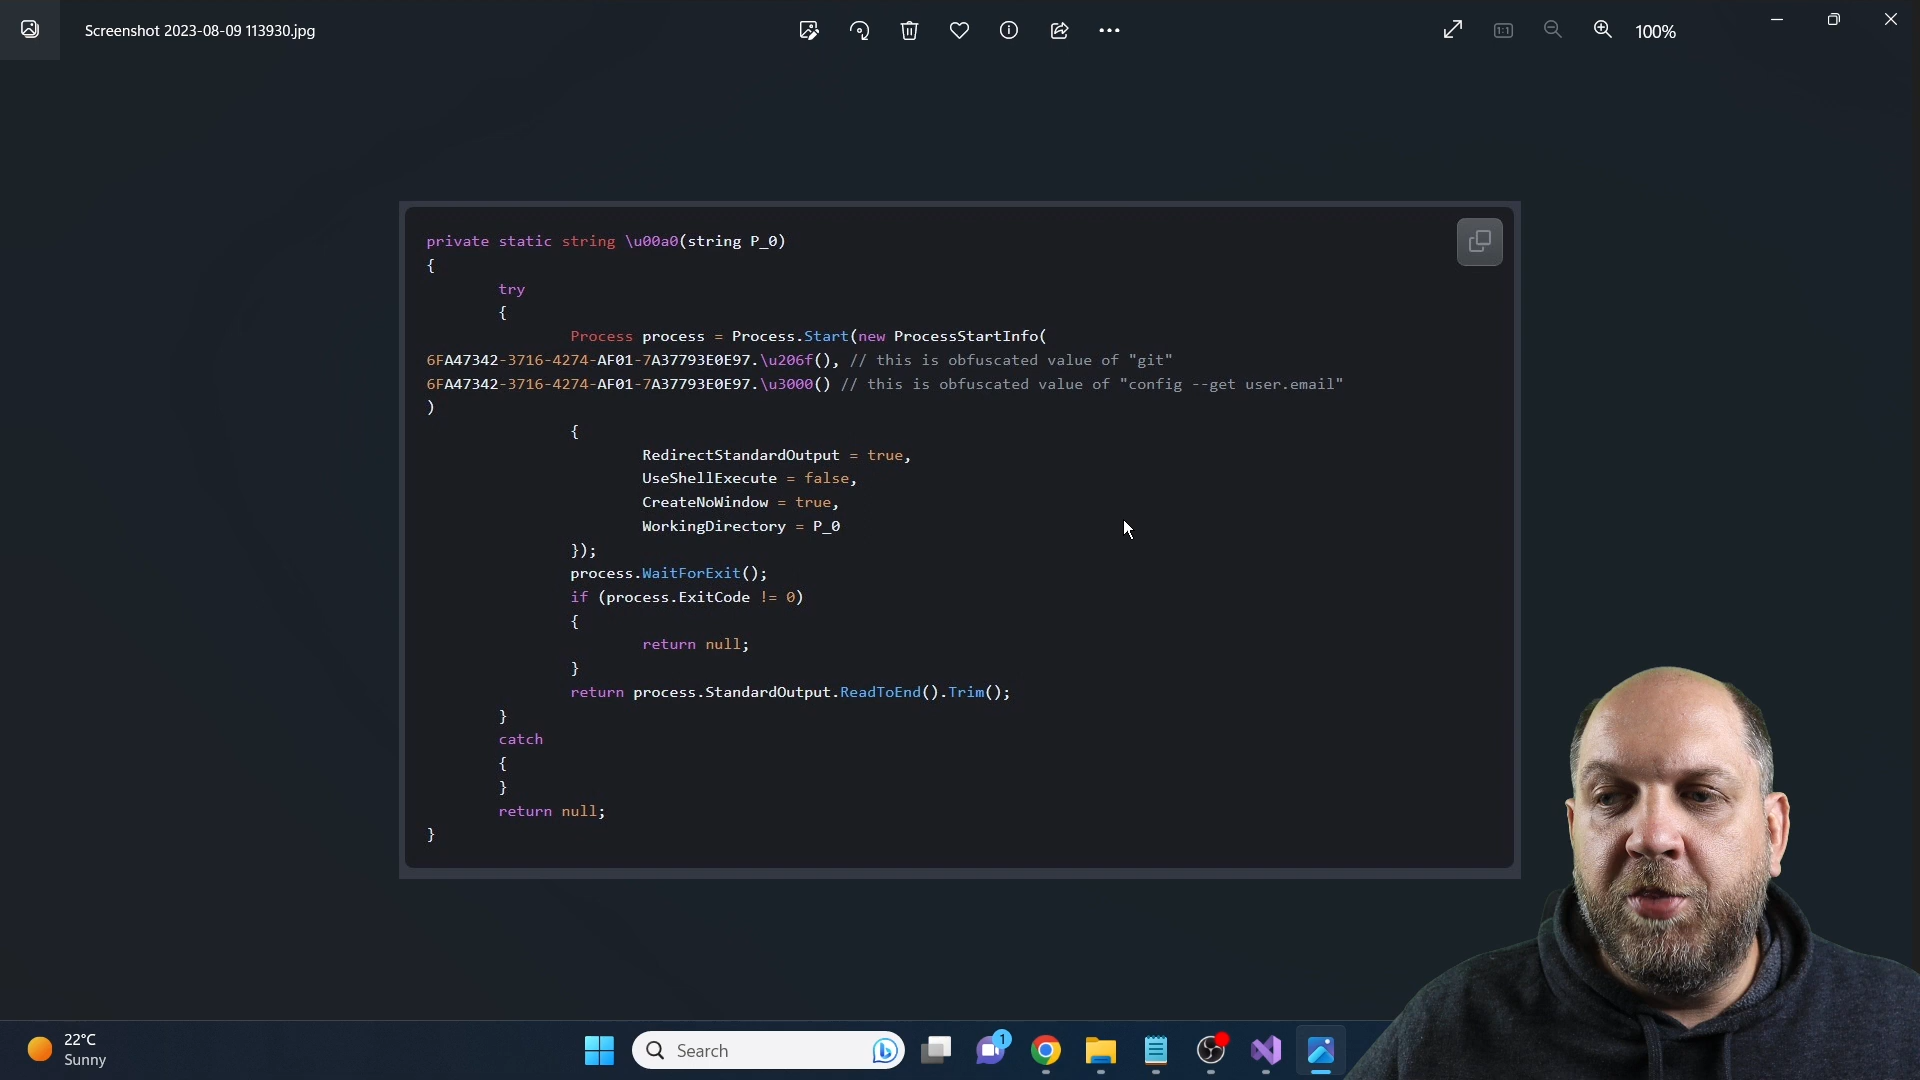 Screenshot 2023-08-09 113930.jpg
1:1
100%
private static string \u00a0(string P_0)
{
try
{
Process process = Process.Start(new ProcessStartInfo(
6FA47342-3716-4274-AF01-7A37793E0E97.\u206f(), // this is obfuscated value of "git"
6FA47342-3716-4274-AF01-7A37793E0E97.\u3000() // this is obfuscated value of "config --get user.email"
)
{
RedirectStandardOutput = true,
UseShellExecute = false,
CreateNoWindow = true,
WorkingDirectory = P_0
});
process.WaitForExit();
if (process.ExitCode != 0)
{
return null;
}
return process.StandardOutput.ReadToEnd().Trim();
}
catch
{
}
return null;
}
22°C
Sunny
Search
1